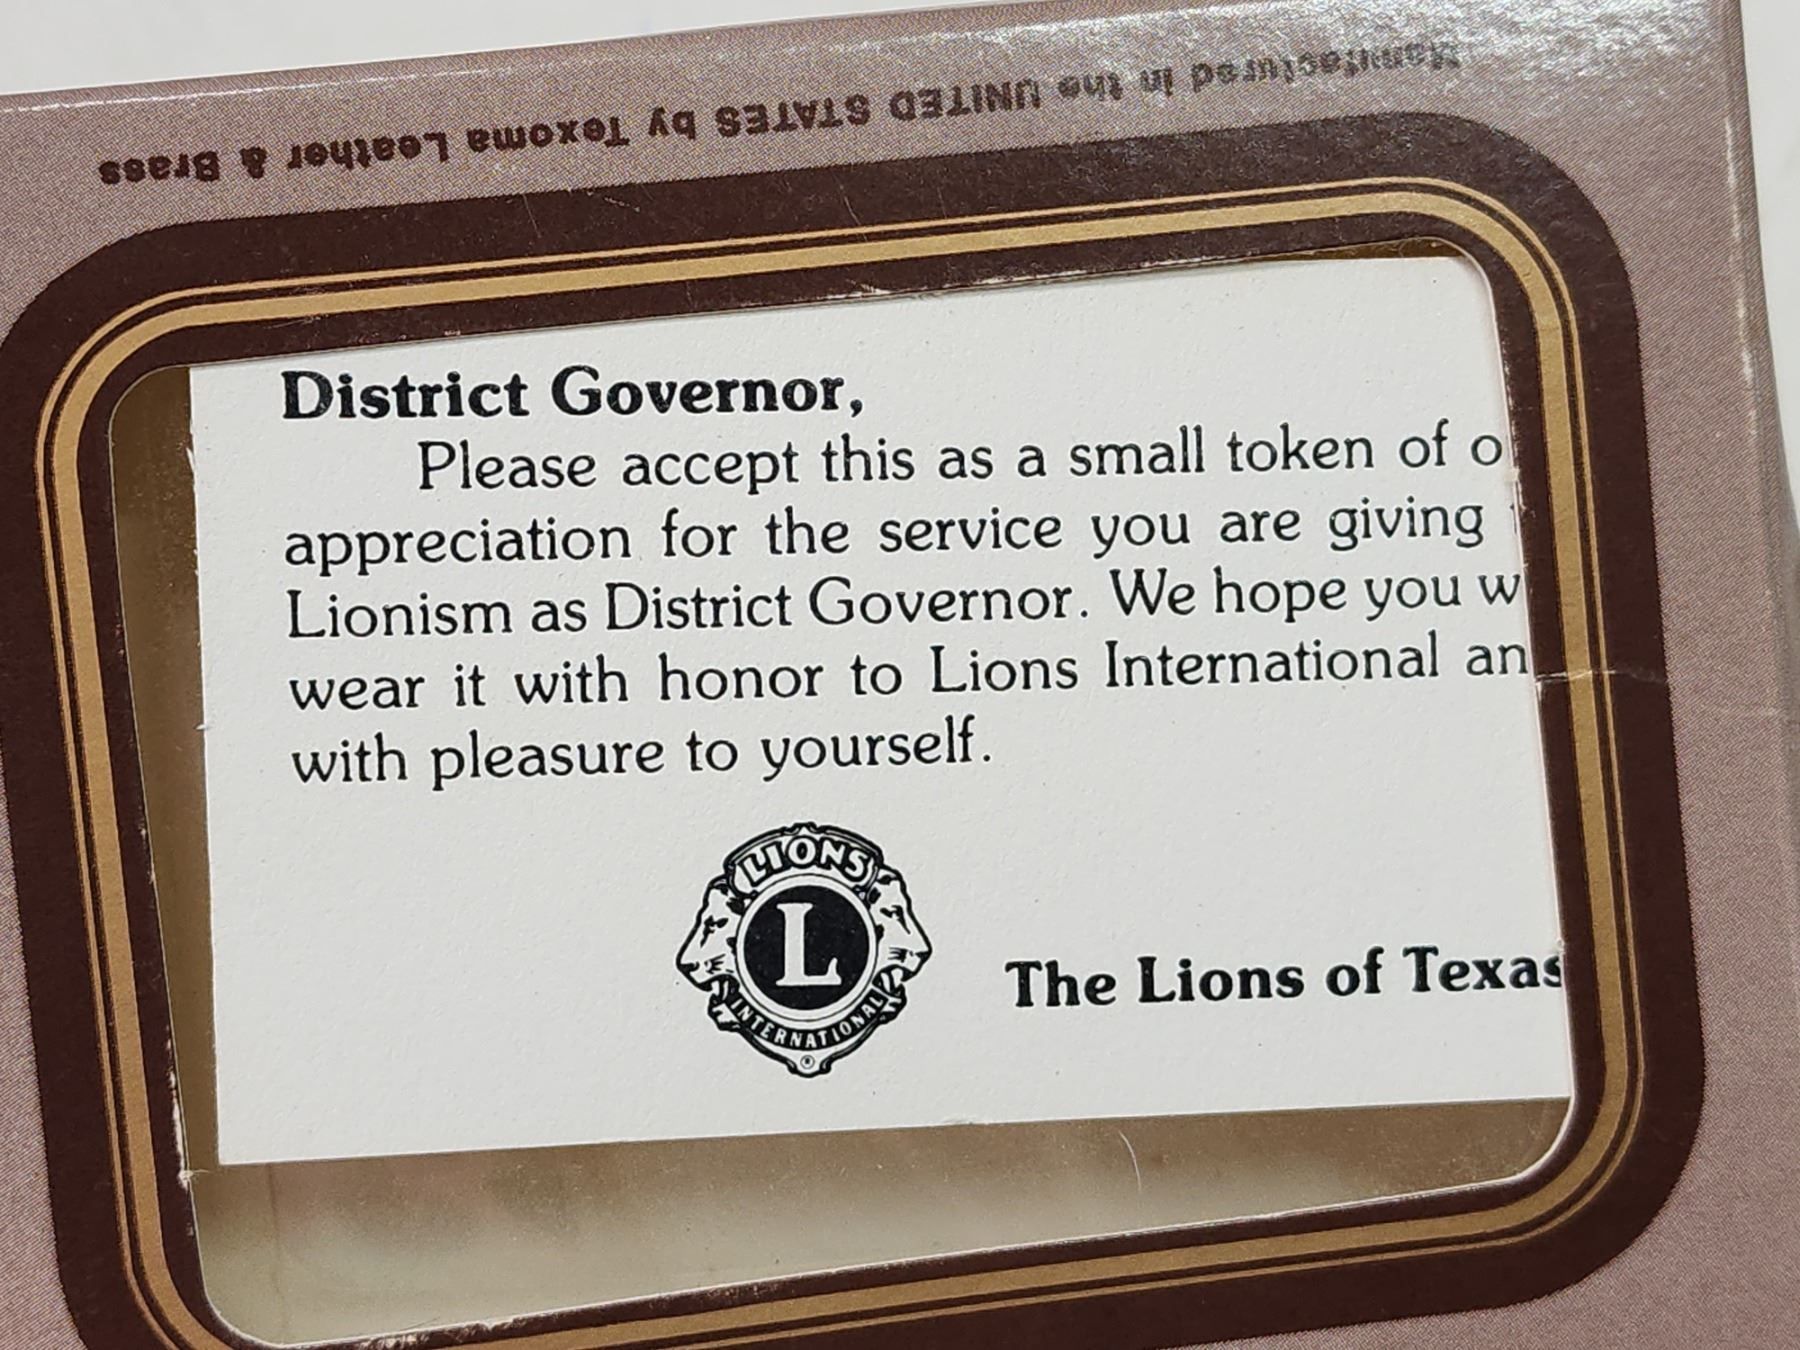 Manufactured in the UNITED STATES by Texoma Leather & Brass
District Governor,
Please accept this as a small token of o
appreciation for the service you are giving
Lionism as District Governor. We hope you w
wear it with honor to Lions International an
with pleasure to yourself.
LIONS
L
INTERNATIONAL
®
The Lions of Texas